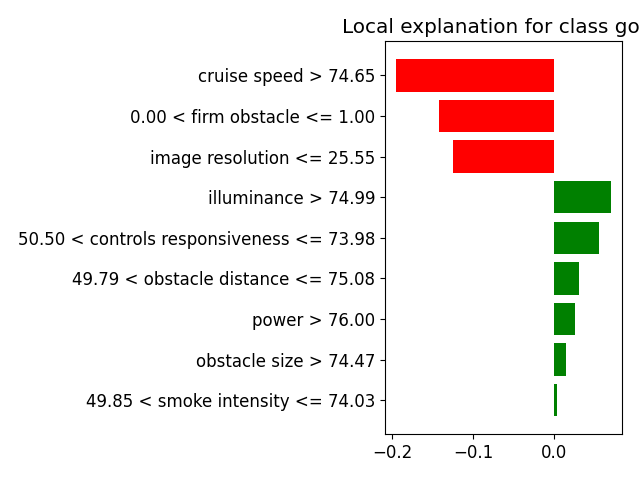 Local explanation for class go
cruise speed > 74.65
0.00 < firm obstacle <= 1.00
image resolution <= 25.55
illuminance > 74.99
50.50 < controls responsiveness <= 73.98
49.79 < obstacle distance <= 75.08
power > 76.00
obstacle size > 74.47
49.85 < smoke intensity <= 74.03
−0.2 −0.1 0.0